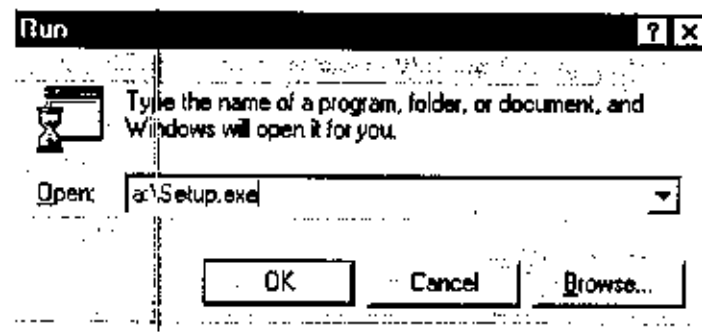 Run ? X
Type the name of a program, folder, or document, and
Windows will open it for you.
Open: a:\Setup.exe
OK Cancel Browse...